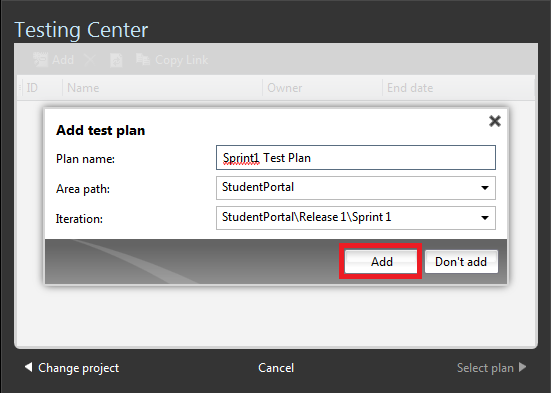 Testing Center
Add Copy Link
ID Name Owner End date
Add test plan
Plan name: Sprint1 Test Plan
Area path: StudentPortal
Iteration: StudentPortal\Release 1\Sprint 1
Add Don't add
Change project Cancel Select plan